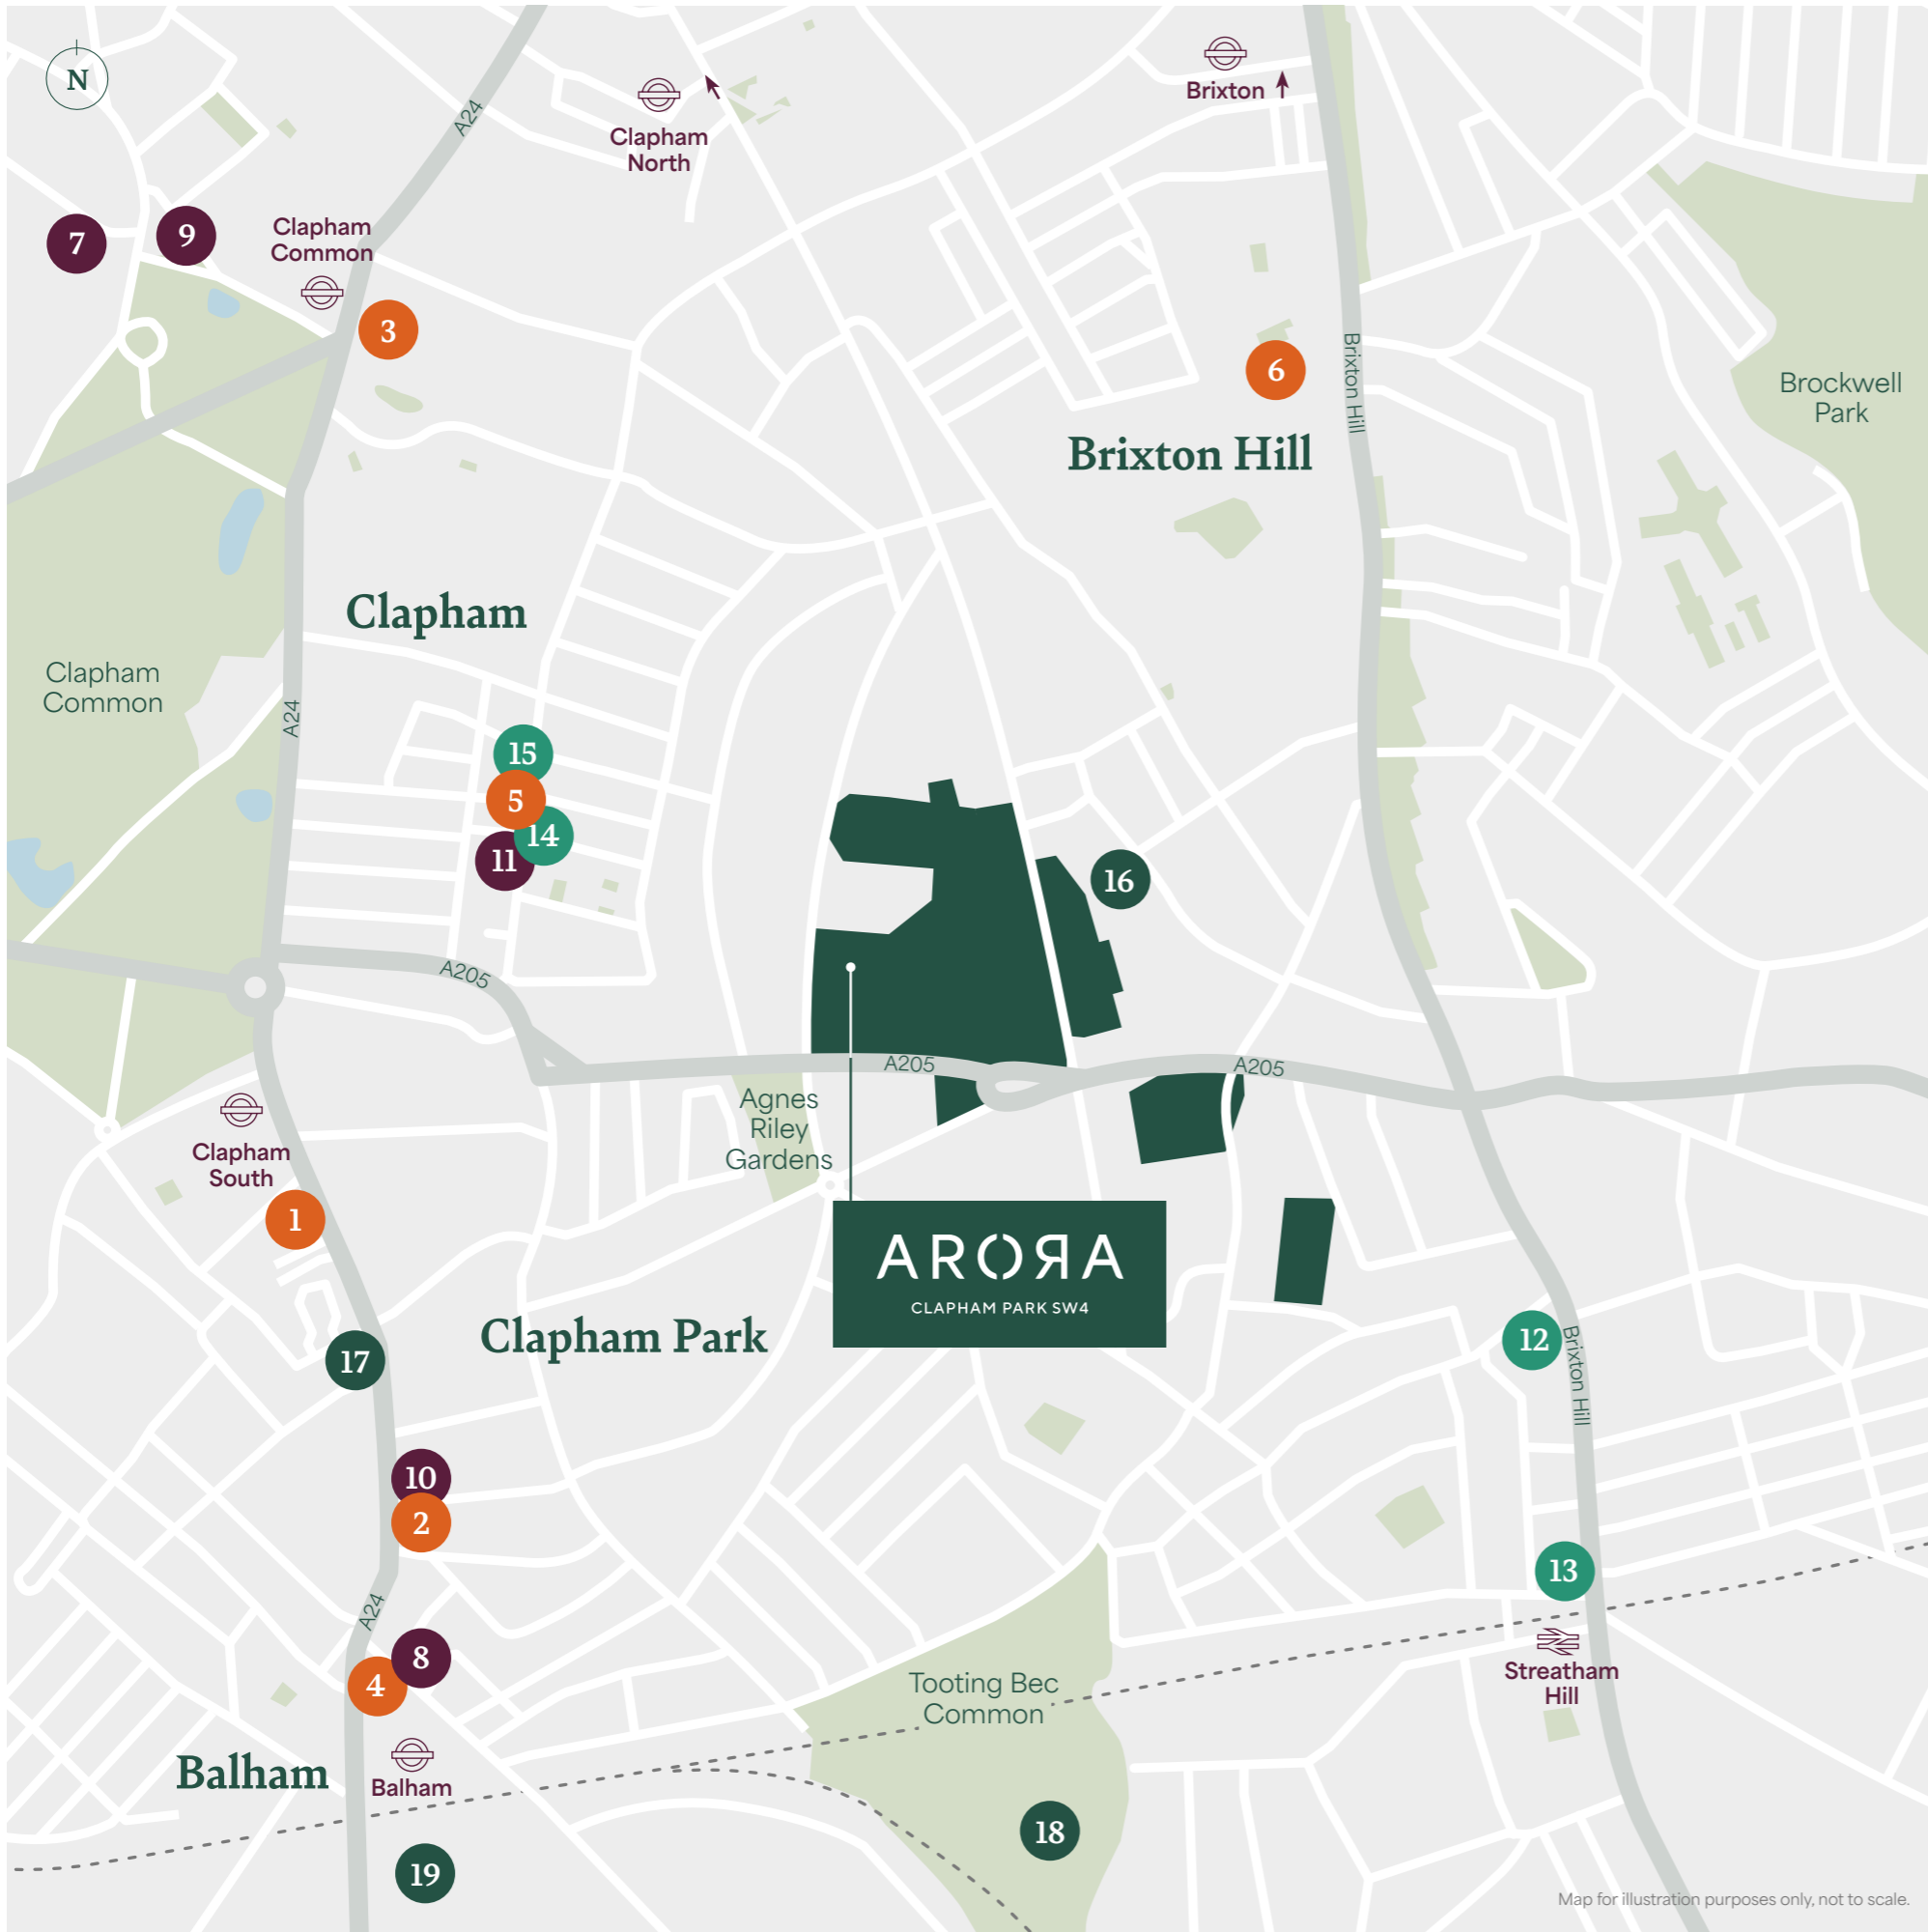 N
A24
Clapham
North
Brixton
7
9
Clapham
Common
3
6
Brixton Hill
Brockwell
Park
Brixton Hill
Clapham
Clapham
Common
A24
15
5
14
11
16
A205
A205
A205
Agnes
Riley
Gardens
Clapham
South
1
ARORA
CLAPHAM PARK SW4
Clapham Park
12
Brixton Hill
17
10
2
13
A24
8
4
Streatham
Hill
Tooting Bec
Common
Balham
Balham
18
19
Map for illustration purposes only, not to scale.